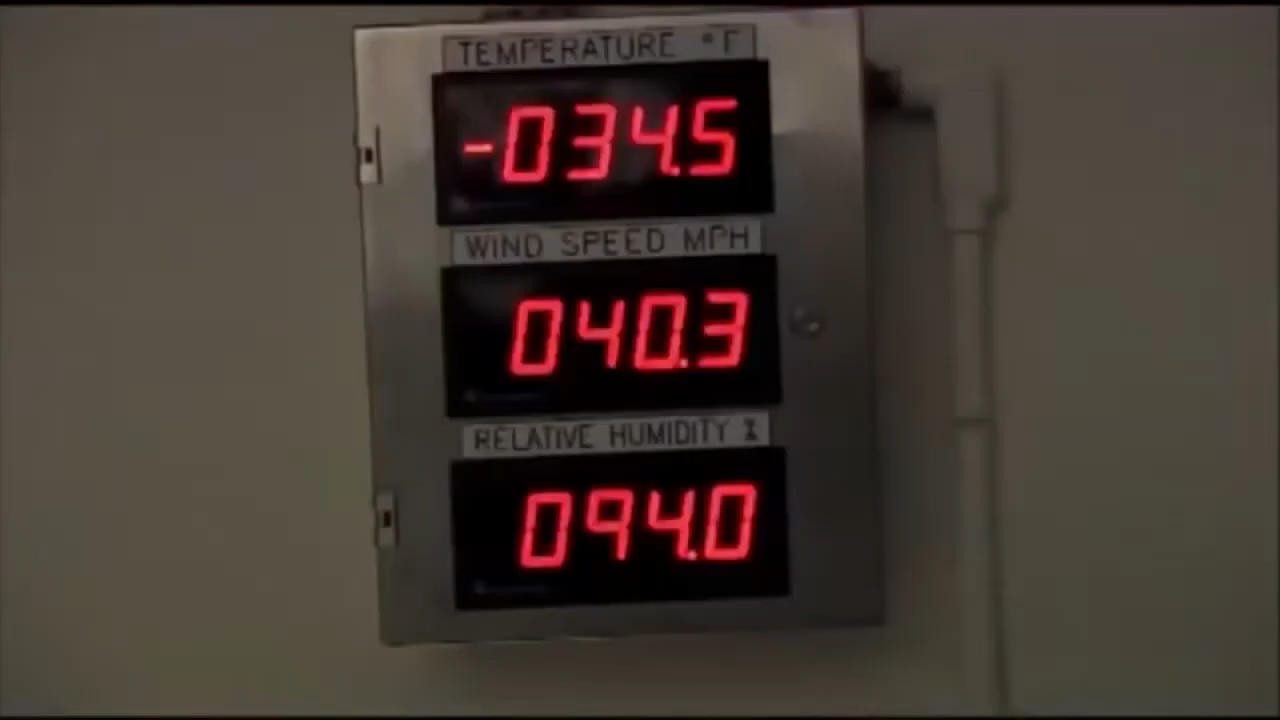 TEMPERATURE °F
-034.5
WIND SPEED MPH
040.3
RELATIVE HUMIDITY %
094.0